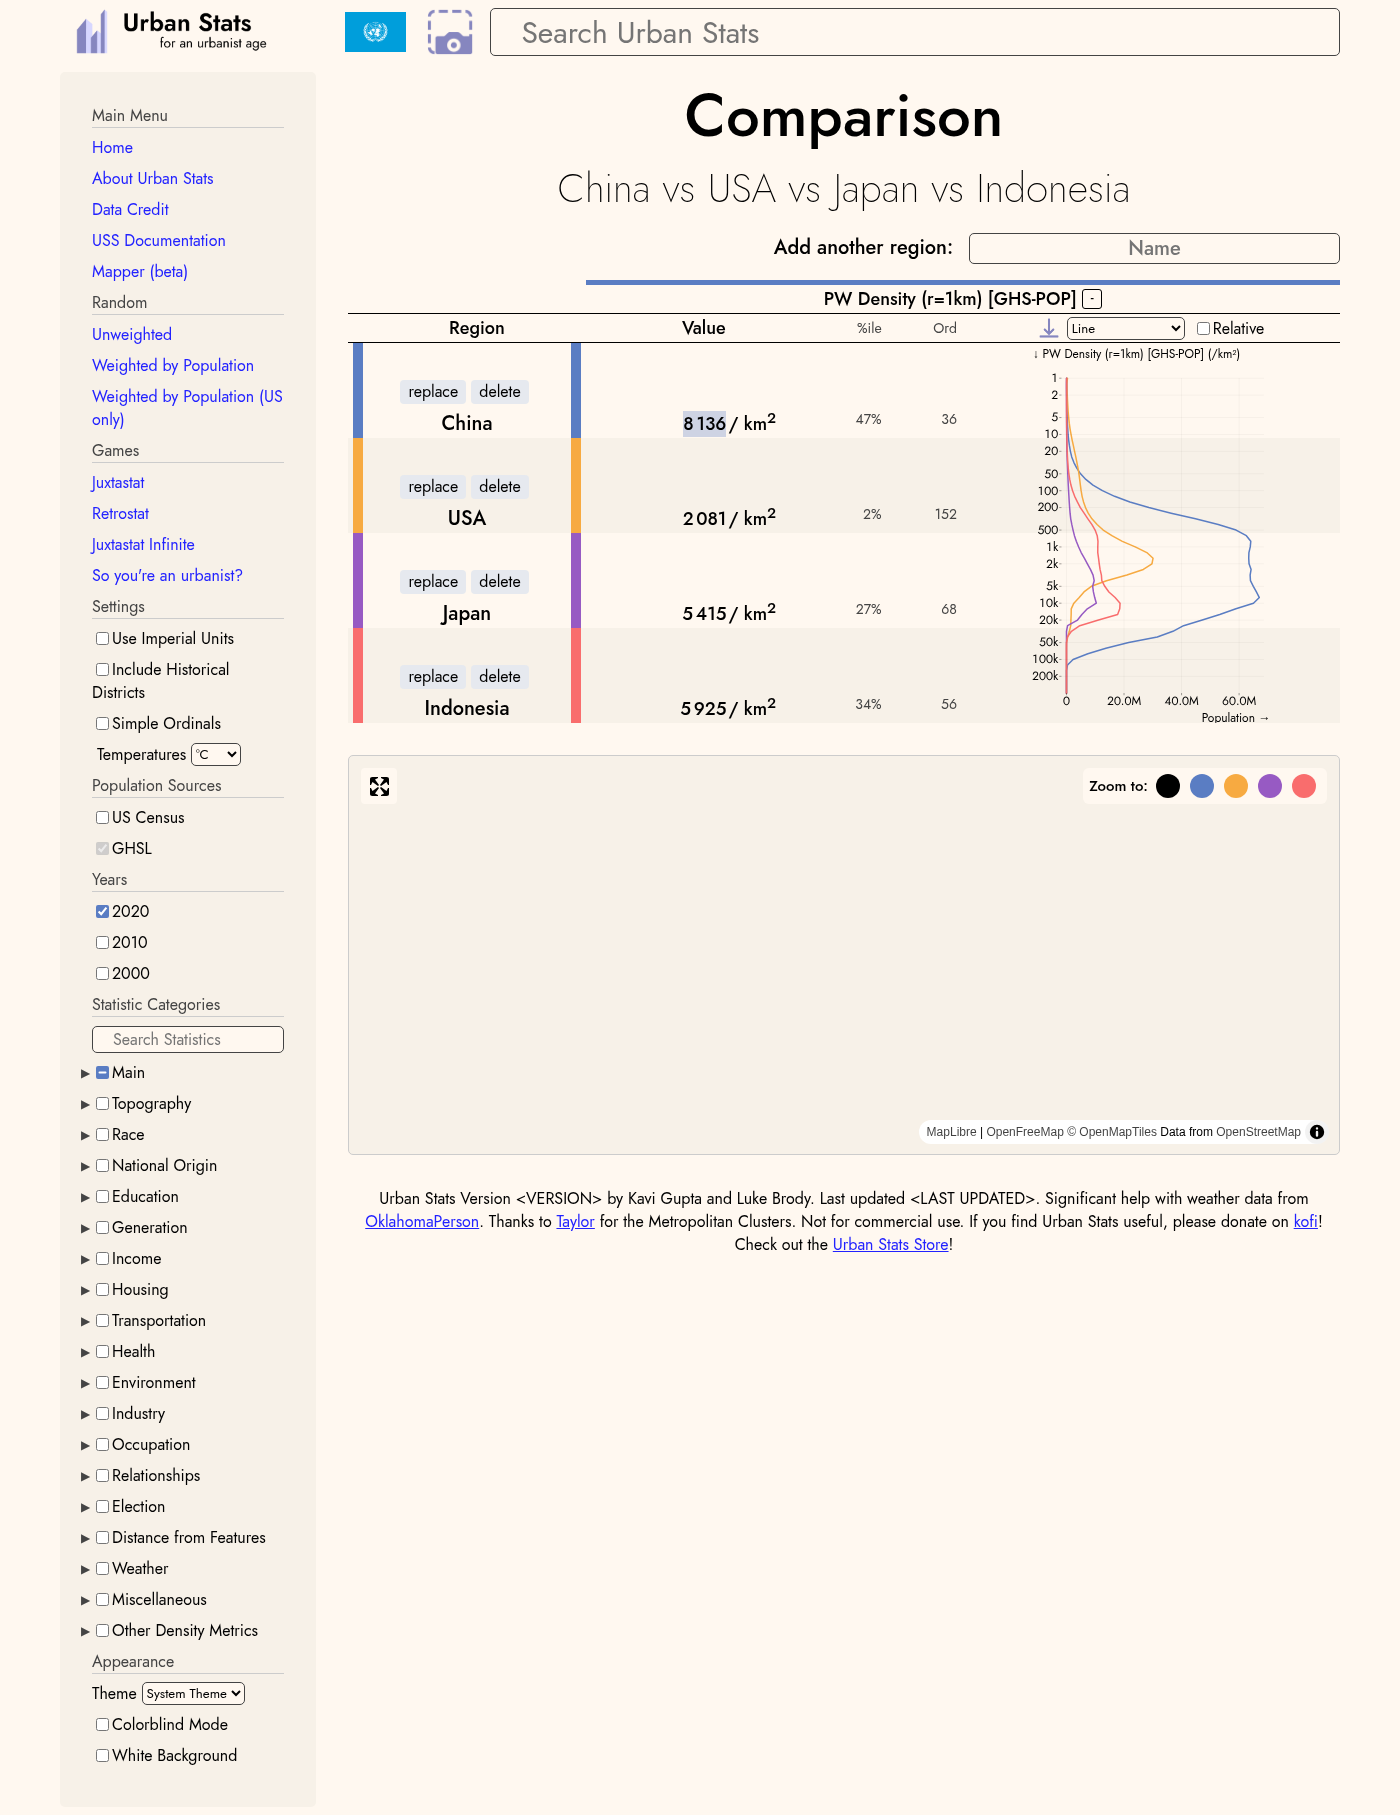 Urban Stats
for an urbanist age
Search Urban Stats
Main Menu
Home
About Urban Stats
Data Credit
USS Documentation
Mapper (beta)
Random
Unweighted
Weighted by Population
Weighted by Population (US
only)
Games
Juxtastat
Retrostat
Juxtastat Infinite
So you're an urbanist?
Settings
Use Imperial Units
Include Historical
Districts
Simple Ordinals
Temperatures °C
Population Sources
US Census
GHSL
Years
2020
2010
2000
Statistic Categories
Search Statistics
Main
Topography
Race
National Origin
Education
Generation
Income
Housing
Transportation
Health
Environment
Industry
Occupation
Relationships
Election
Distance from Features
Weather
Miscellaneous
Other Density Metrics
Appearance
Theme System Theme
Colorblind Mode
White Background
Comparison
China vs USA vs Japan vs Indonesia
Add another region: Name
PW Density (r=1km) [GHS-POP] -
Region Value %ile Ord Line Relative
replace delete
China 8 136 / km² 47% 36
replace delete
USA 2 081 / km² 2% 152
replace delete
Japan 5 415 / km² 27% 68
replace delete
Indonesia 5 925 / km² 34% 56
↓ PW Density (r=1km) [GHS-POP] (/km²)
1
2
5
10
20
50
100
200
500
1k
2k
5k
10k
20k
50k
100k
200k
0 20.0M 40.0M 60.0M
Population →
Zoom to:
MapLibre | OpenFreeMap © OpenMapTiles Data from OpenStreetMap
Urban Stats Version <VERSION> by Kavi Gupta and Luke Brody. Last updated <LAST UPDATED>. Significant help with weather data from
OklahomaPerson. Thanks to Taylor for the Metropolitan Clusters. Not for commercial use. If you find Urban Stats useful, please donate on kofi!
Check out the Urban Stats Store!